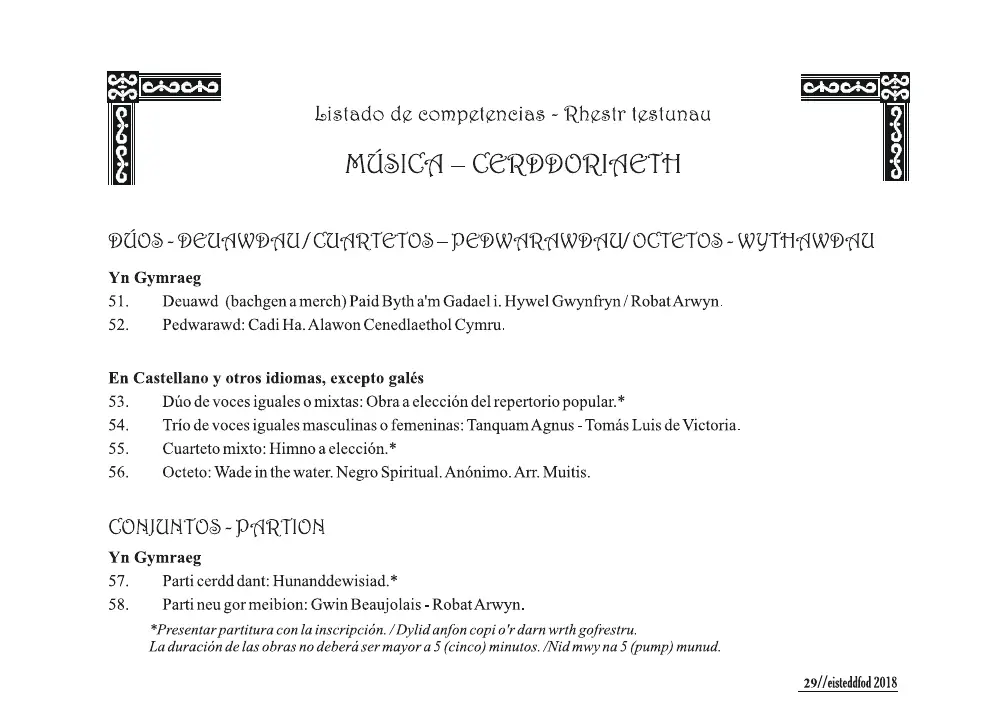 Listado de competencias - Rhestr testunau
MÚSICA – CERDDORIAETH
DÚOS - DEUAWDAU / CUARTETOS – PEDWARAWDAU/ OCTETOS - WYTHAWDAU
Yn Gymraeg
51. Deuawd (bachgen a merch) Paid Byth a'm Gadael i. Hywel Gwynfryn / Robat Arwyn.
52. Pedwarawd: Cadi Ha. Alawon Cenedlaethol Cymru.
En Castellano y otros idiomas, excepto galés
53. Dúo de voces iguales o mixtas: Obra a elección del repertorio popular.*
54. Trío de voces iguales masculinas o femeninas: Tanquam Agnus - Tomás Luis de Victoria.
55. Cuarteto mixto: Himno a elección.*
56. Octeto: Wade in the water. Negro Spiritual. Anónimo. Arr. Muitis.
CONJUNTOS - PARTION
Yn Gymraeg
57. Parti cerdd dant: Hunanddewisiad.*
58. Parti neu gor meibion: Gwin Beaujolais - Robat Arwyn.
*Presentar partitura con la inscripción. / Dylid anfon copi o'r darn wrth gofrestru.
La duración de las obras no deberá ser mayor a 5 (cinco) minutos. /Nid mwy na 5 (pump) munud.
29//eisteddfod 2018